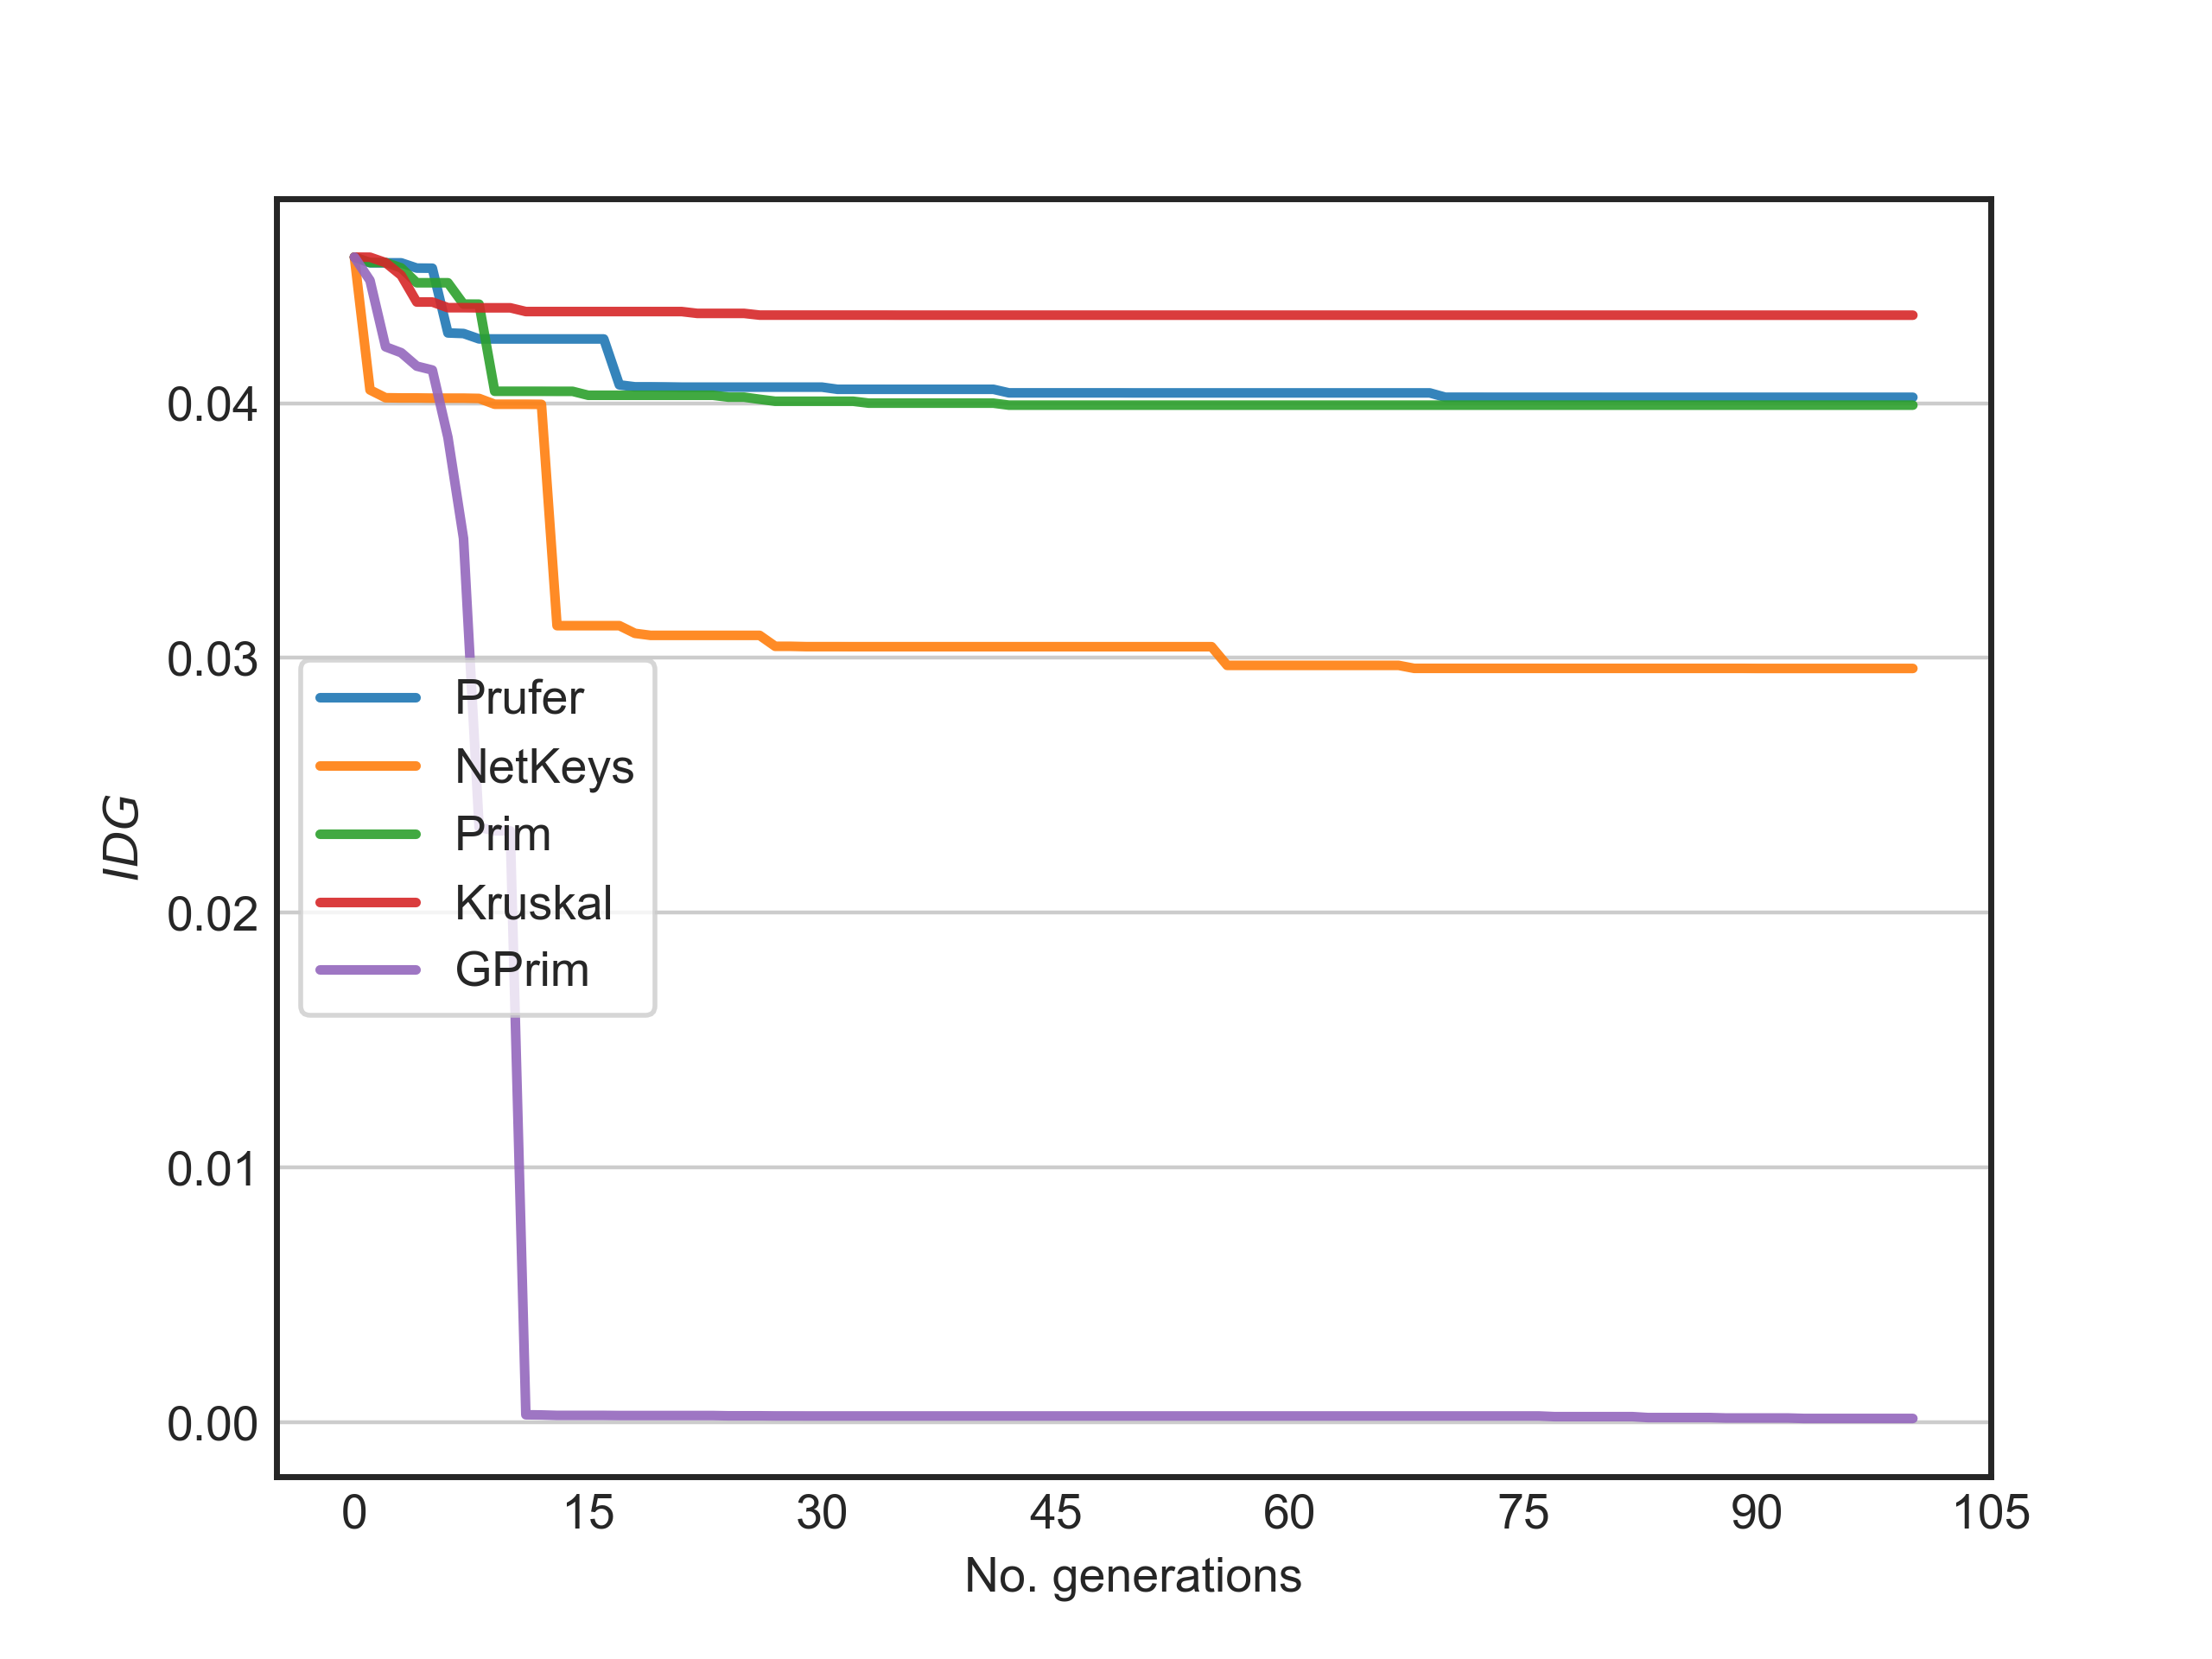 0.04
0.03
0.02
0.01
0.00
IDG
Prufer
NetKeys
Prim
Kruskal
GPrim
0 15 30 45 60 75 90 105
No. generations